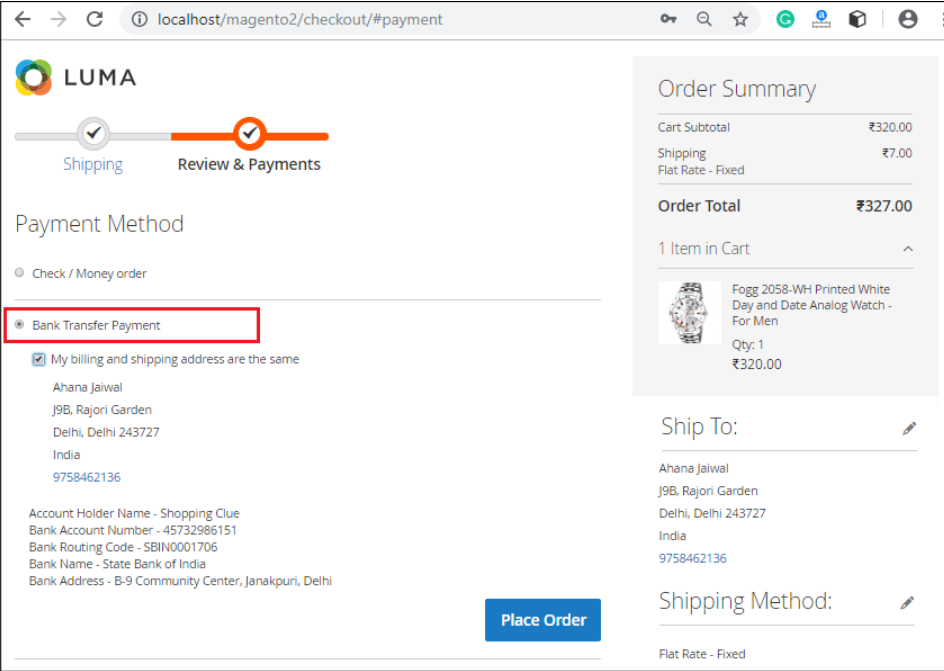 localhost/magento2/checkout/#payment
LUMA
Shipping
Review & Payments
Payment Method
Check / Money order
Bank Transfer Payment
My billing and shipping address are the same
Ahana Jaiwal
J9B, Rajori Garden
Delhi, Delhi 243727
India
9758462136
Account Holder Name - Shopping Clue
Bank Account Number - 45732986151
Bank Routing Code - SBIN0001706
Bank Name - State Bank of India
Bank Address - B-9 Community Center, Janakpuri, Delhi
Place Order
Order Summary
Cart Subtotal ₹320.00
Shipping ₹7.00
Flat Rate - Fixed
Order Total ₹327.00
1 Item in Cart
Fogg 2058-WH Printed White
Day and Date Analog Watch -
For Men
Qty: 1
₹320.00
Ship To:
Ahana Jaiwal
J9B, Rajori Garden
Delhi, Delhi 243727
India
9758462136
Shipping Method:
Flat Rate - Fixed